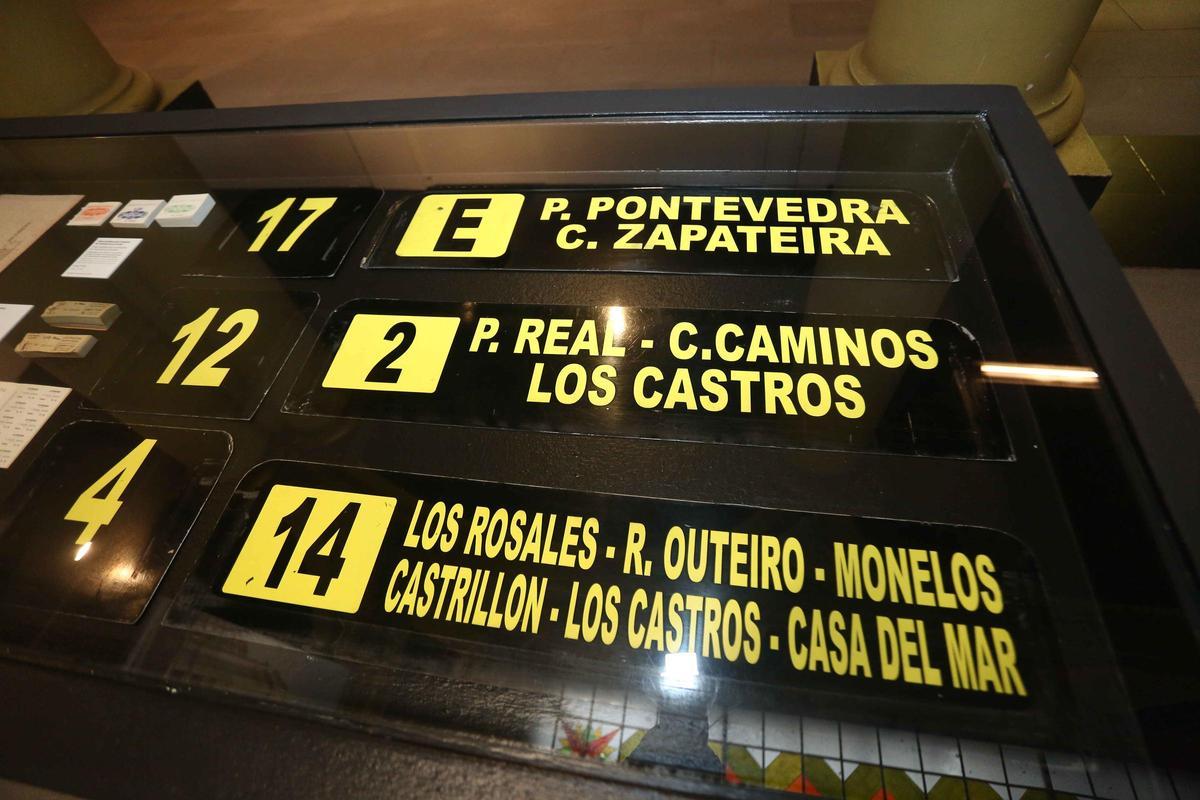 17
E
P. PONTEVEDRA
C. ZAPATEIRA
12
2
P. REAL - C.CAMINOS
LOS CASTROS
4
14
LOS ROSALES - R. OUTEIRO - MONELOS
CASTRILLON - LOS CASTROS - CASA DEL MAR